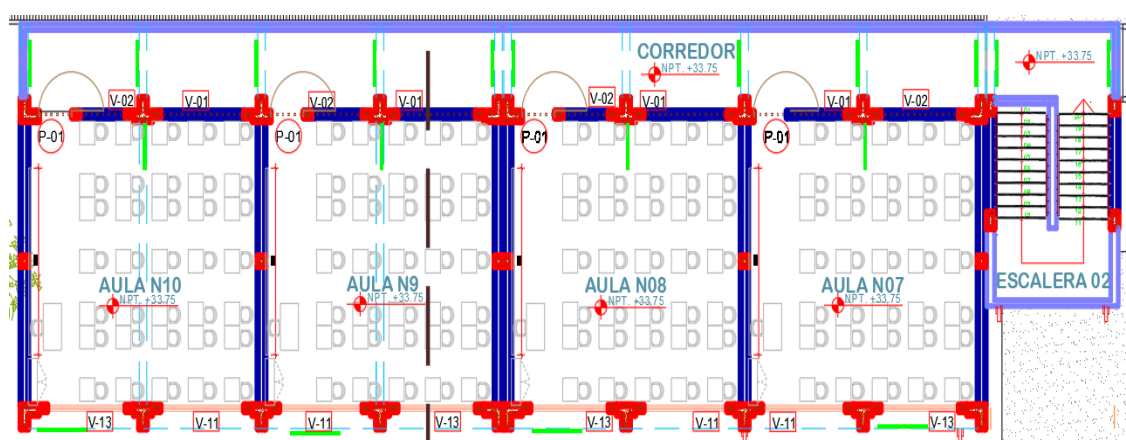 CORREDOR
NPT. +33.75
NPT. +33.75
V-02
V-01
V-02
V-01
V-02
V-01
V-01
V-02
P-01
P-01
P-01
P-01
AULA N10
NPT. +33.75
AULA N9
NPT. +33.75
AULA N08
NPT. +33.75
AULA N07
NPT. +33.75
ESCALERA 02
V-13
V-11
V-11
V-13
V-13
V-11
V-11
V-13